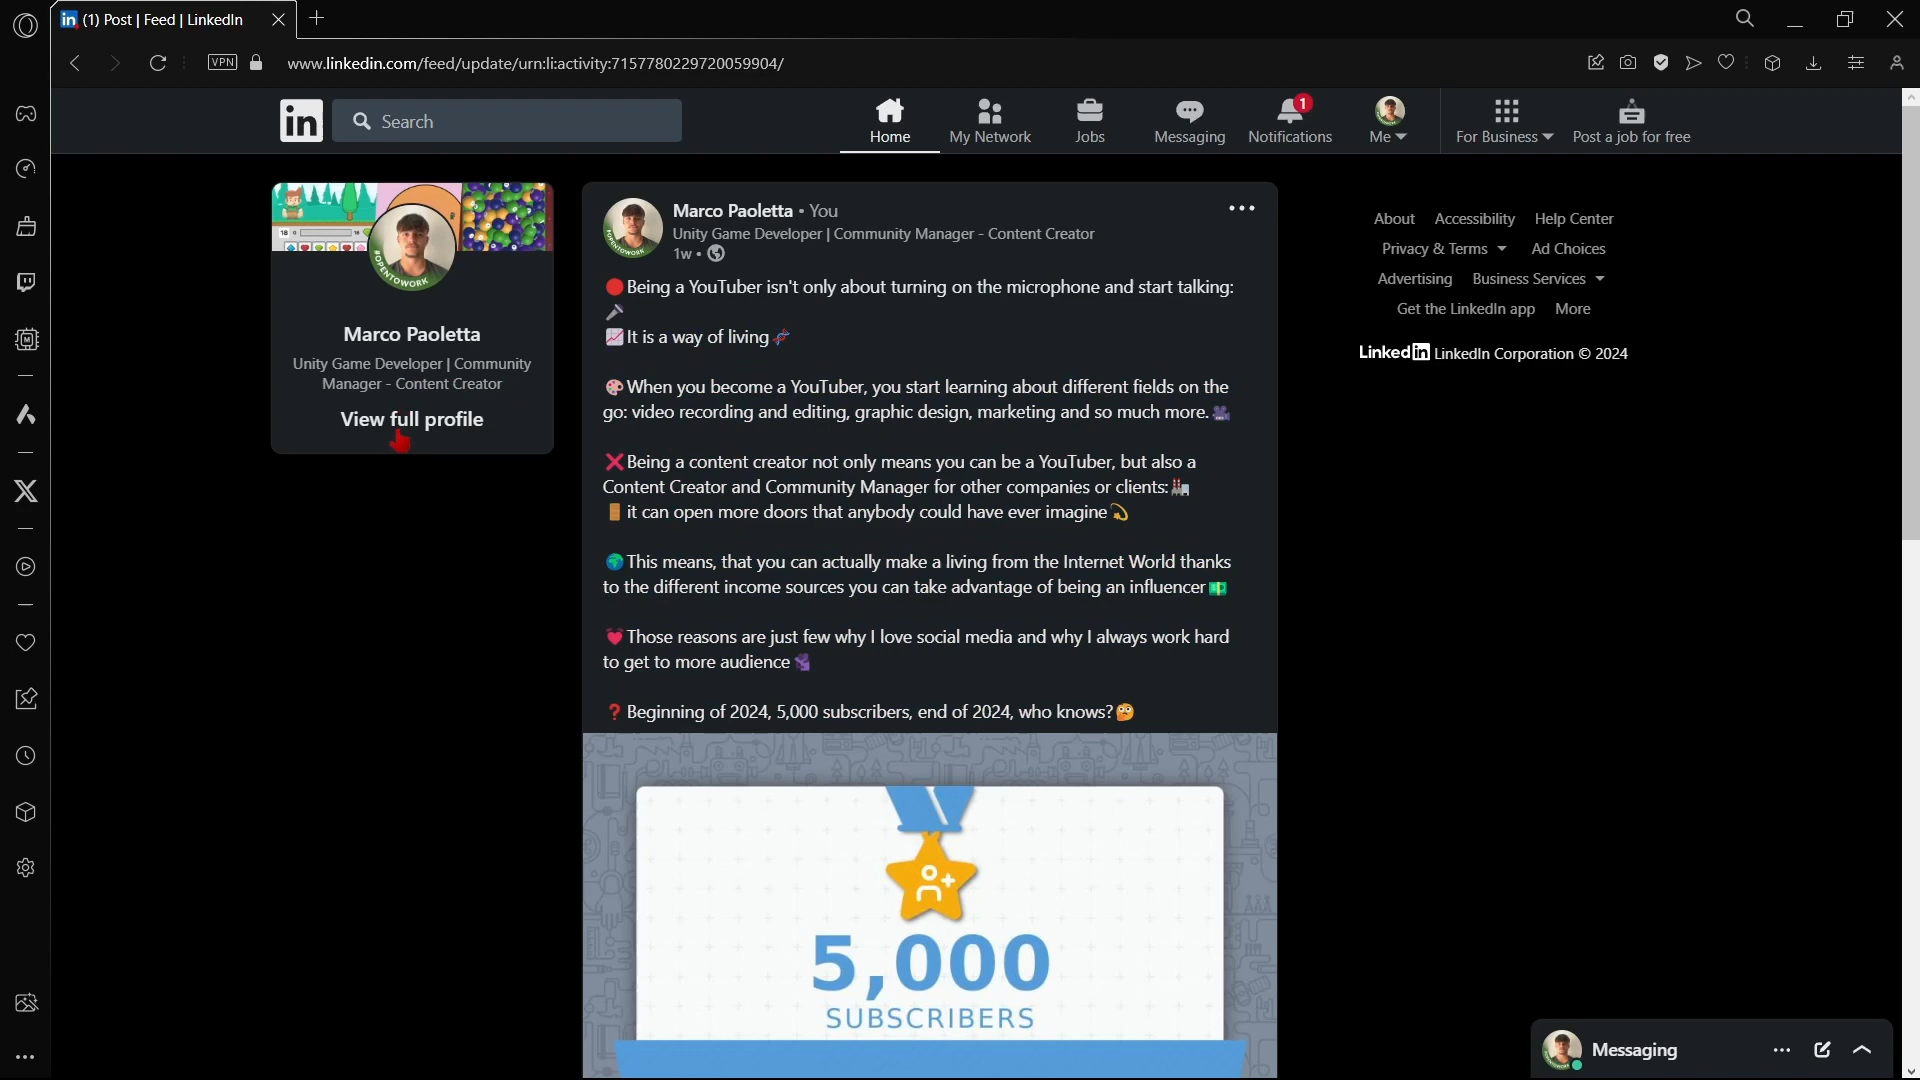 (1) Post | Feed | LinkedIn
VPN
www.linkedin.com/feed/update/urn:li:activity:7157780229720059904/
in
Search
Home
My Network
Jobs
Messaging
1
Notifications
Me
For Business
Post a job for free
18
#OPENTOWORK
Marco Paoletta
Unity Game Developer | Community
Manager - Content Creator
View full profile
Marco Paoletta • You
Unity Game Developer | Community Manager - Content Creator
1w •
🔴Being a YouTuber isn't only about turning on the microphone and start talking:
🎤
📈It is a way of living🧬
🎨When you become a YouTuber, you start learning about different fields on the
go: video recording and editing, graphic design, marketing and so much more.🎥
❌Being a content creator not only means you can be a YouTuber, but also a
Content Creator and Community Manager for other companies or clients:🏭
🚪it can open more doors that anybody could have ever imagine💫
🌍This means, that you can actually make a living from the Internet World thanks
to the different income sources you can take advantage of being an influencer💵
💓Those reasons are just few why I love social media and why I always work hard
to get to more audience
❓Beginning of 2024, 5,000 subscribers, end of 2024, who knows?
5,000
SUBSCRIBERS
About Accessibility Help Center
Privacy & Terms Ad Choices
Advertising Business Services
Get the LinkedIn app More
LinkedIn LinkedIn Corporation © 2024
Messaging